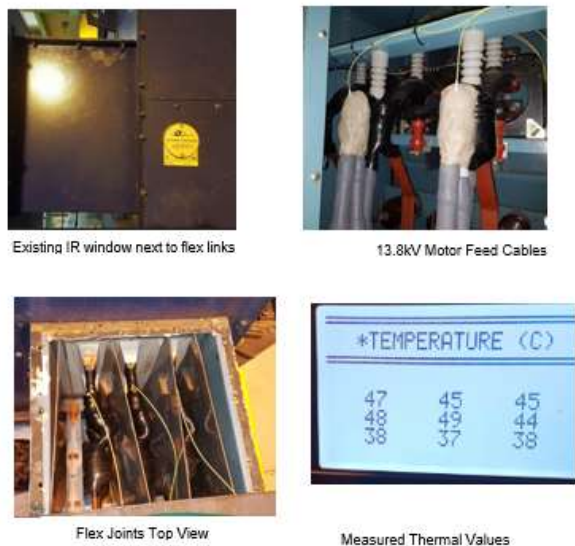 Existing IR window next to flex links
13.8kV Motor Feed Cables
*TEMPERATURE (C)
47 45 45
48 49 44
38 37 38
Flex Joints Top View
Measured Thermal Values